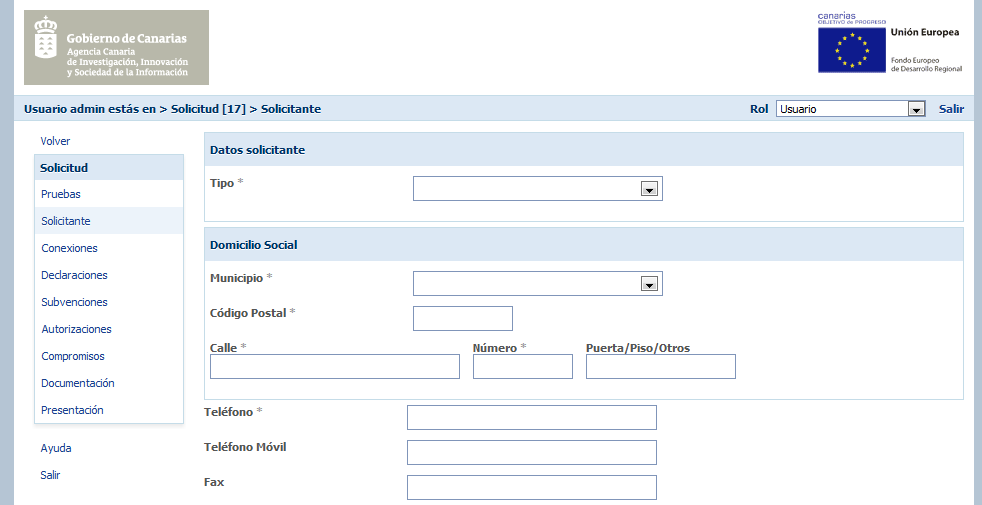 Gobierno de Canarias
Agencia Canaria
de Investigación, Innovación
y Sociedad de la Información
canarias
OBJETIVO DE PROGRESO
Unión Europea
Fondo Europeo
de Desarrollo Regional
Usuario admin estás en > Solicitud [17] > Solicitante
Rol Usuario Salir
Volver
Solicitud
Pruebas
Solicitante
Conexiones
Declaraciones
Subvenciones
Autorizaciones
Compromisos
Documentación
Presentación
Ayuda
Salir
Datos solicitante
Tipo *
Domicilio Social
Municipio *
Código Postal *
Calle * Número * Puerta/Piso/Otros
Teléfono *
Teléfono Móvil
Fax